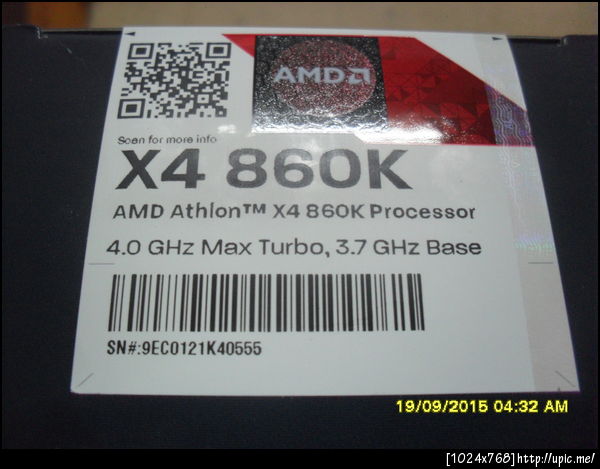 AMD
Scan for more info
X4 860K
AMD Athlon™ X4 860K Processor
4.0 GHz Max Turbo, 3.7 GHz Base
SN#:9EC0121K40555
19/09/2015 04:32 AM
[1024x768]http://upic.me/